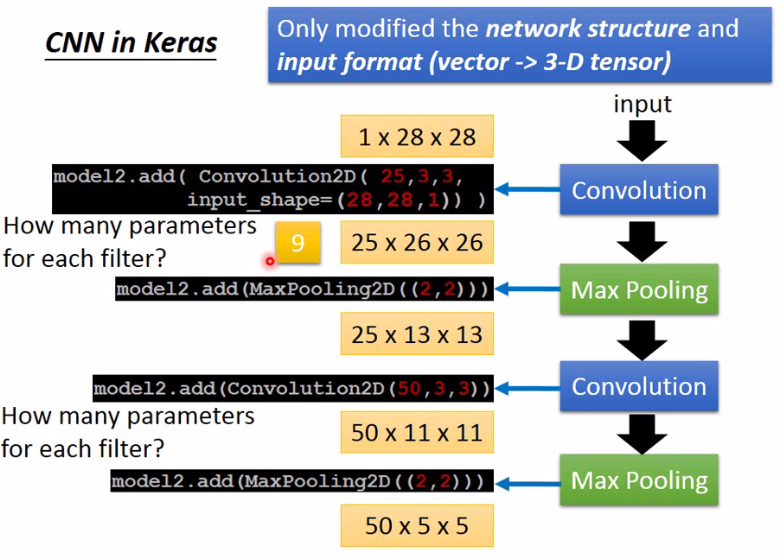 CNN in Keras
Only modified the network structure and
input format (vector -> 3-D tensor)
input
1 x 28 x 28
model2.add( Convolution2D( 25,3,3,
input_shape=(28,28,1)) )
Convolution
How many parameters
for each filter?
9
25 x 26 x 26
model2.add(MaxPooling2D((2,2)))
Max Pooling
25 x 13 x 13
model2.add(Convolution2D(50,3,3))
Convolution
How many parameters
for each filter?
50 x 11 x 11
model2.add(MaxPooling2D((2,2)))
Max Pooling
50 x 5 x 5